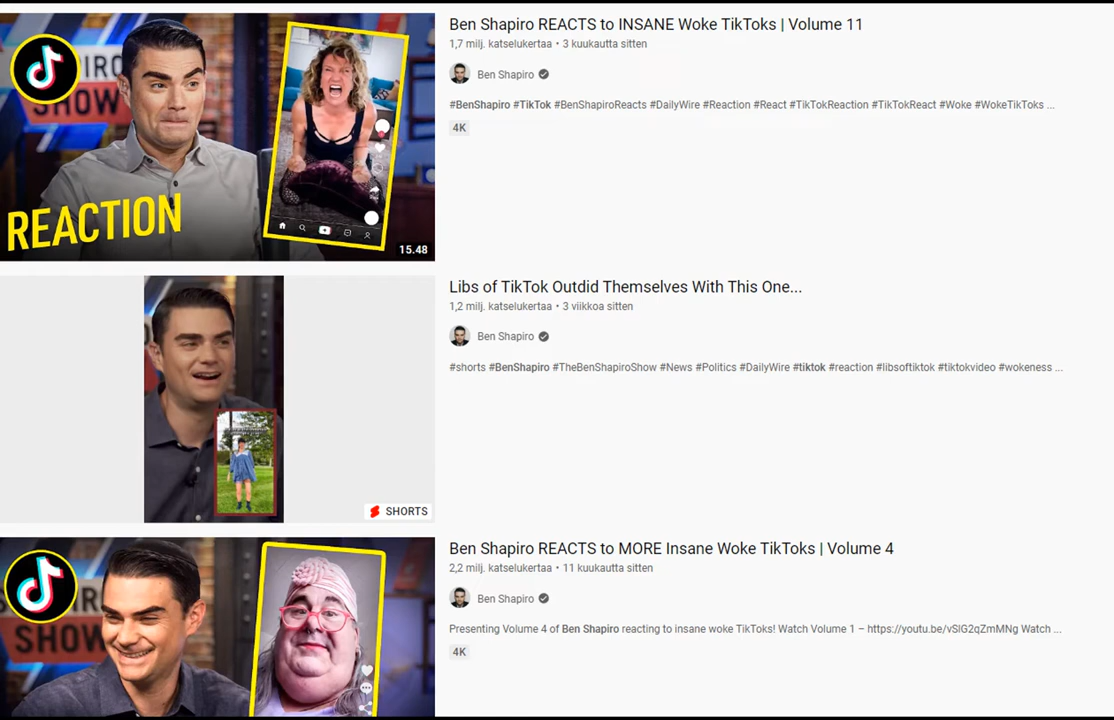 Ben Shapiro REACTS to INSANE Woke TikToks | Volume 11
1,7 milj. katselukertaa • 3 kuukautta sitten
Ben Shapiro
#BenShapiro #TikTok #BenShapiroReacts #DailyWire #Reaction #React #TikTokReaction #TikTokReact #Woke #WokeTikToks ...
4K
PIRO
SHOW
REACTION
15.48
Libs of TikTok Outdid Themselves With This One...
1,2 milj. katselukertaa • 3 viikkoa sitten
Ben Shapiro
#shorts #BenShapiro #TheBenShapiroShow #News #Politics #DailyWire #tiktok #reaction #libsoftiktok #tiktokvideo #wokeness ...
SHORTS
Ben Shapiro REACTS to MORE Insane Woke TikToks | Volume 4
2,2 milj. katselukertaa • 11 kuukautta sitten
Ben Shapiro
Presenting Volume 4 of Ben Shapiro reacting to insane woke TikToks! Watch Volume 1 – https://youtu.be/vSlG2qZmMNg Watch ...
4K
SHOW